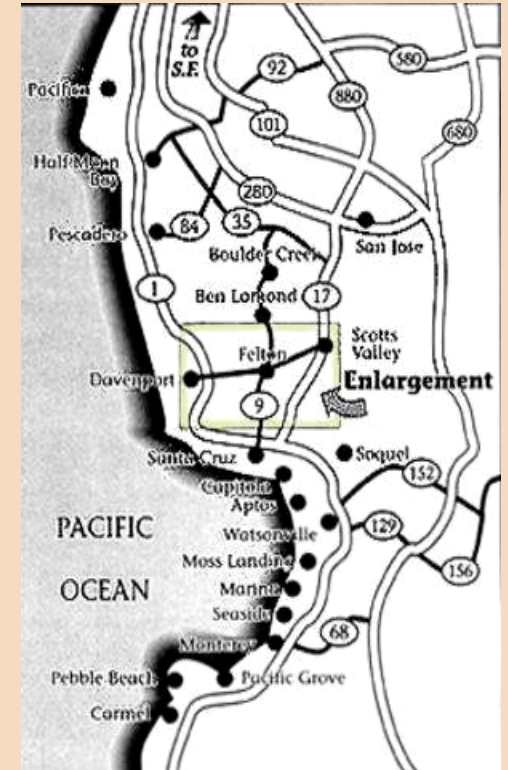 to
S.F.
580
92
880
Pacifica
101
680
Half Moon
Bay
280
84
35
Pescadero
San Jose
Boulder Creek
1
Ben Lomond
17
Scotts
Valley
Felton
Davenport
Enlargement
9
Santa Cruz
Soquel
152
Capitola
Aptos
129
Watsonville
PACIFIC
OCEAN
Moss Landing
156
Marina
Seaside
68
Monterey
Pebble Beach
Pacific Grove
Carmel